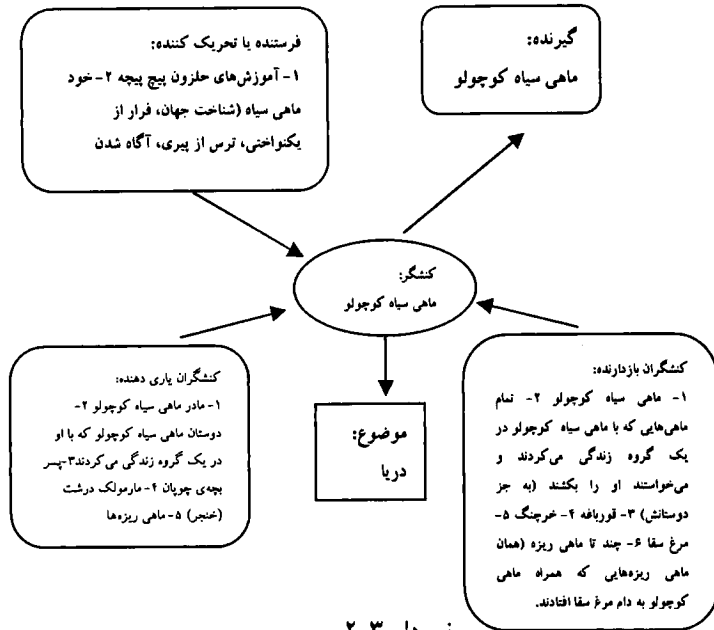 گیرنده:
ماهی سیاه کوچولو
فرستنده یا تحریک کننده:
۱- آموزش‌های حلزون پیچ پیچه ۲- خود
ماهی سیاه (شناخت جهان، فرار از
یکنواختی، ترس از پیری، آگاه شدن
کنشگر:
ماهی سیاه کوچولو
کنشگران بازدارنده:
۱- ماهی سیاه کوچولو ۲- تمام
ماهی‌هایی که با ماهی سیاه کوچولو در
یک گروه زندگی می‌کردند و
می‌خواستند او را بکشند (به جز
دوستانش) ۳- قورباغه ۴- خرچنگ ۵-
مرغ سقا ۶- چند تا ماهی ریزه (همان
ماهی ریزه‌هایی که همراه ماهی
کوچولو به دام مرغ سقا افتادند.
موضوع:
دریا
کنشگران یاری دهنده:
۱- مادر ماهی سیاه کوچولو ۲-
دوستان ماهی سیاه کوچولو که با او
در یک گروه زندگی می‌کردند۳-پسر
بچه‌ی چوپان ۴- مارمولک درشت
(خنجر) ۵- ماهی ریزه‌ها
۲-۳